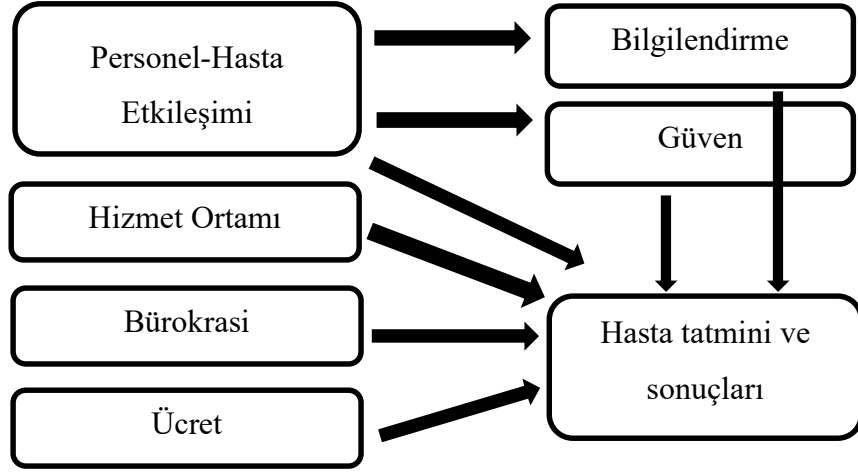 Personel-Hasta
Etkileşimi
Bilgilendirme
Güven
Hizmet Ortamı
Bürokrasi
Ücret
Hasta tatmini ve
sonuçları